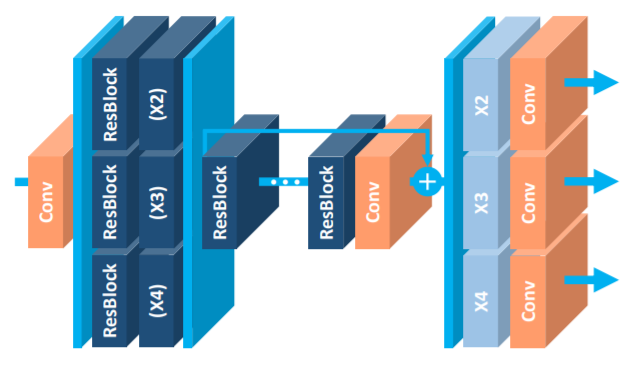 Conv
ResBlock
(X2)
ResBlock
(X3)
ResBlock
(X4)
ResBlock
ResBlock
Conv
X2
Conv
X3
Conv
X4
Conv